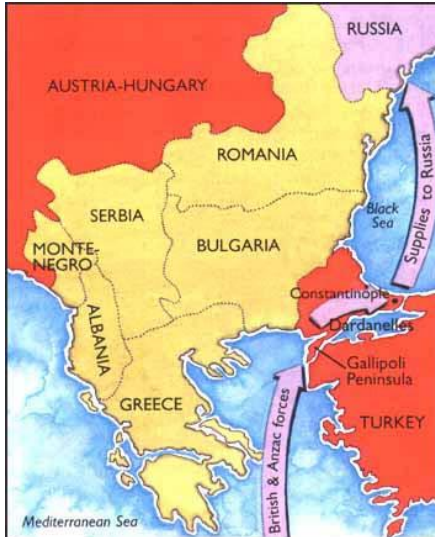 RUSSIA
AUSTRIA-HUNGARY
ROMANIA
Supplies to Russia
Black
Sea
SERBIA
BULGARIA
MONTE-
NEGRO
Constantinople
ALBANIA
Dardanelles
Gallipoli
Peninsula
GREECE
TURKEY
British & Anzac forces
Mediterranean Sea